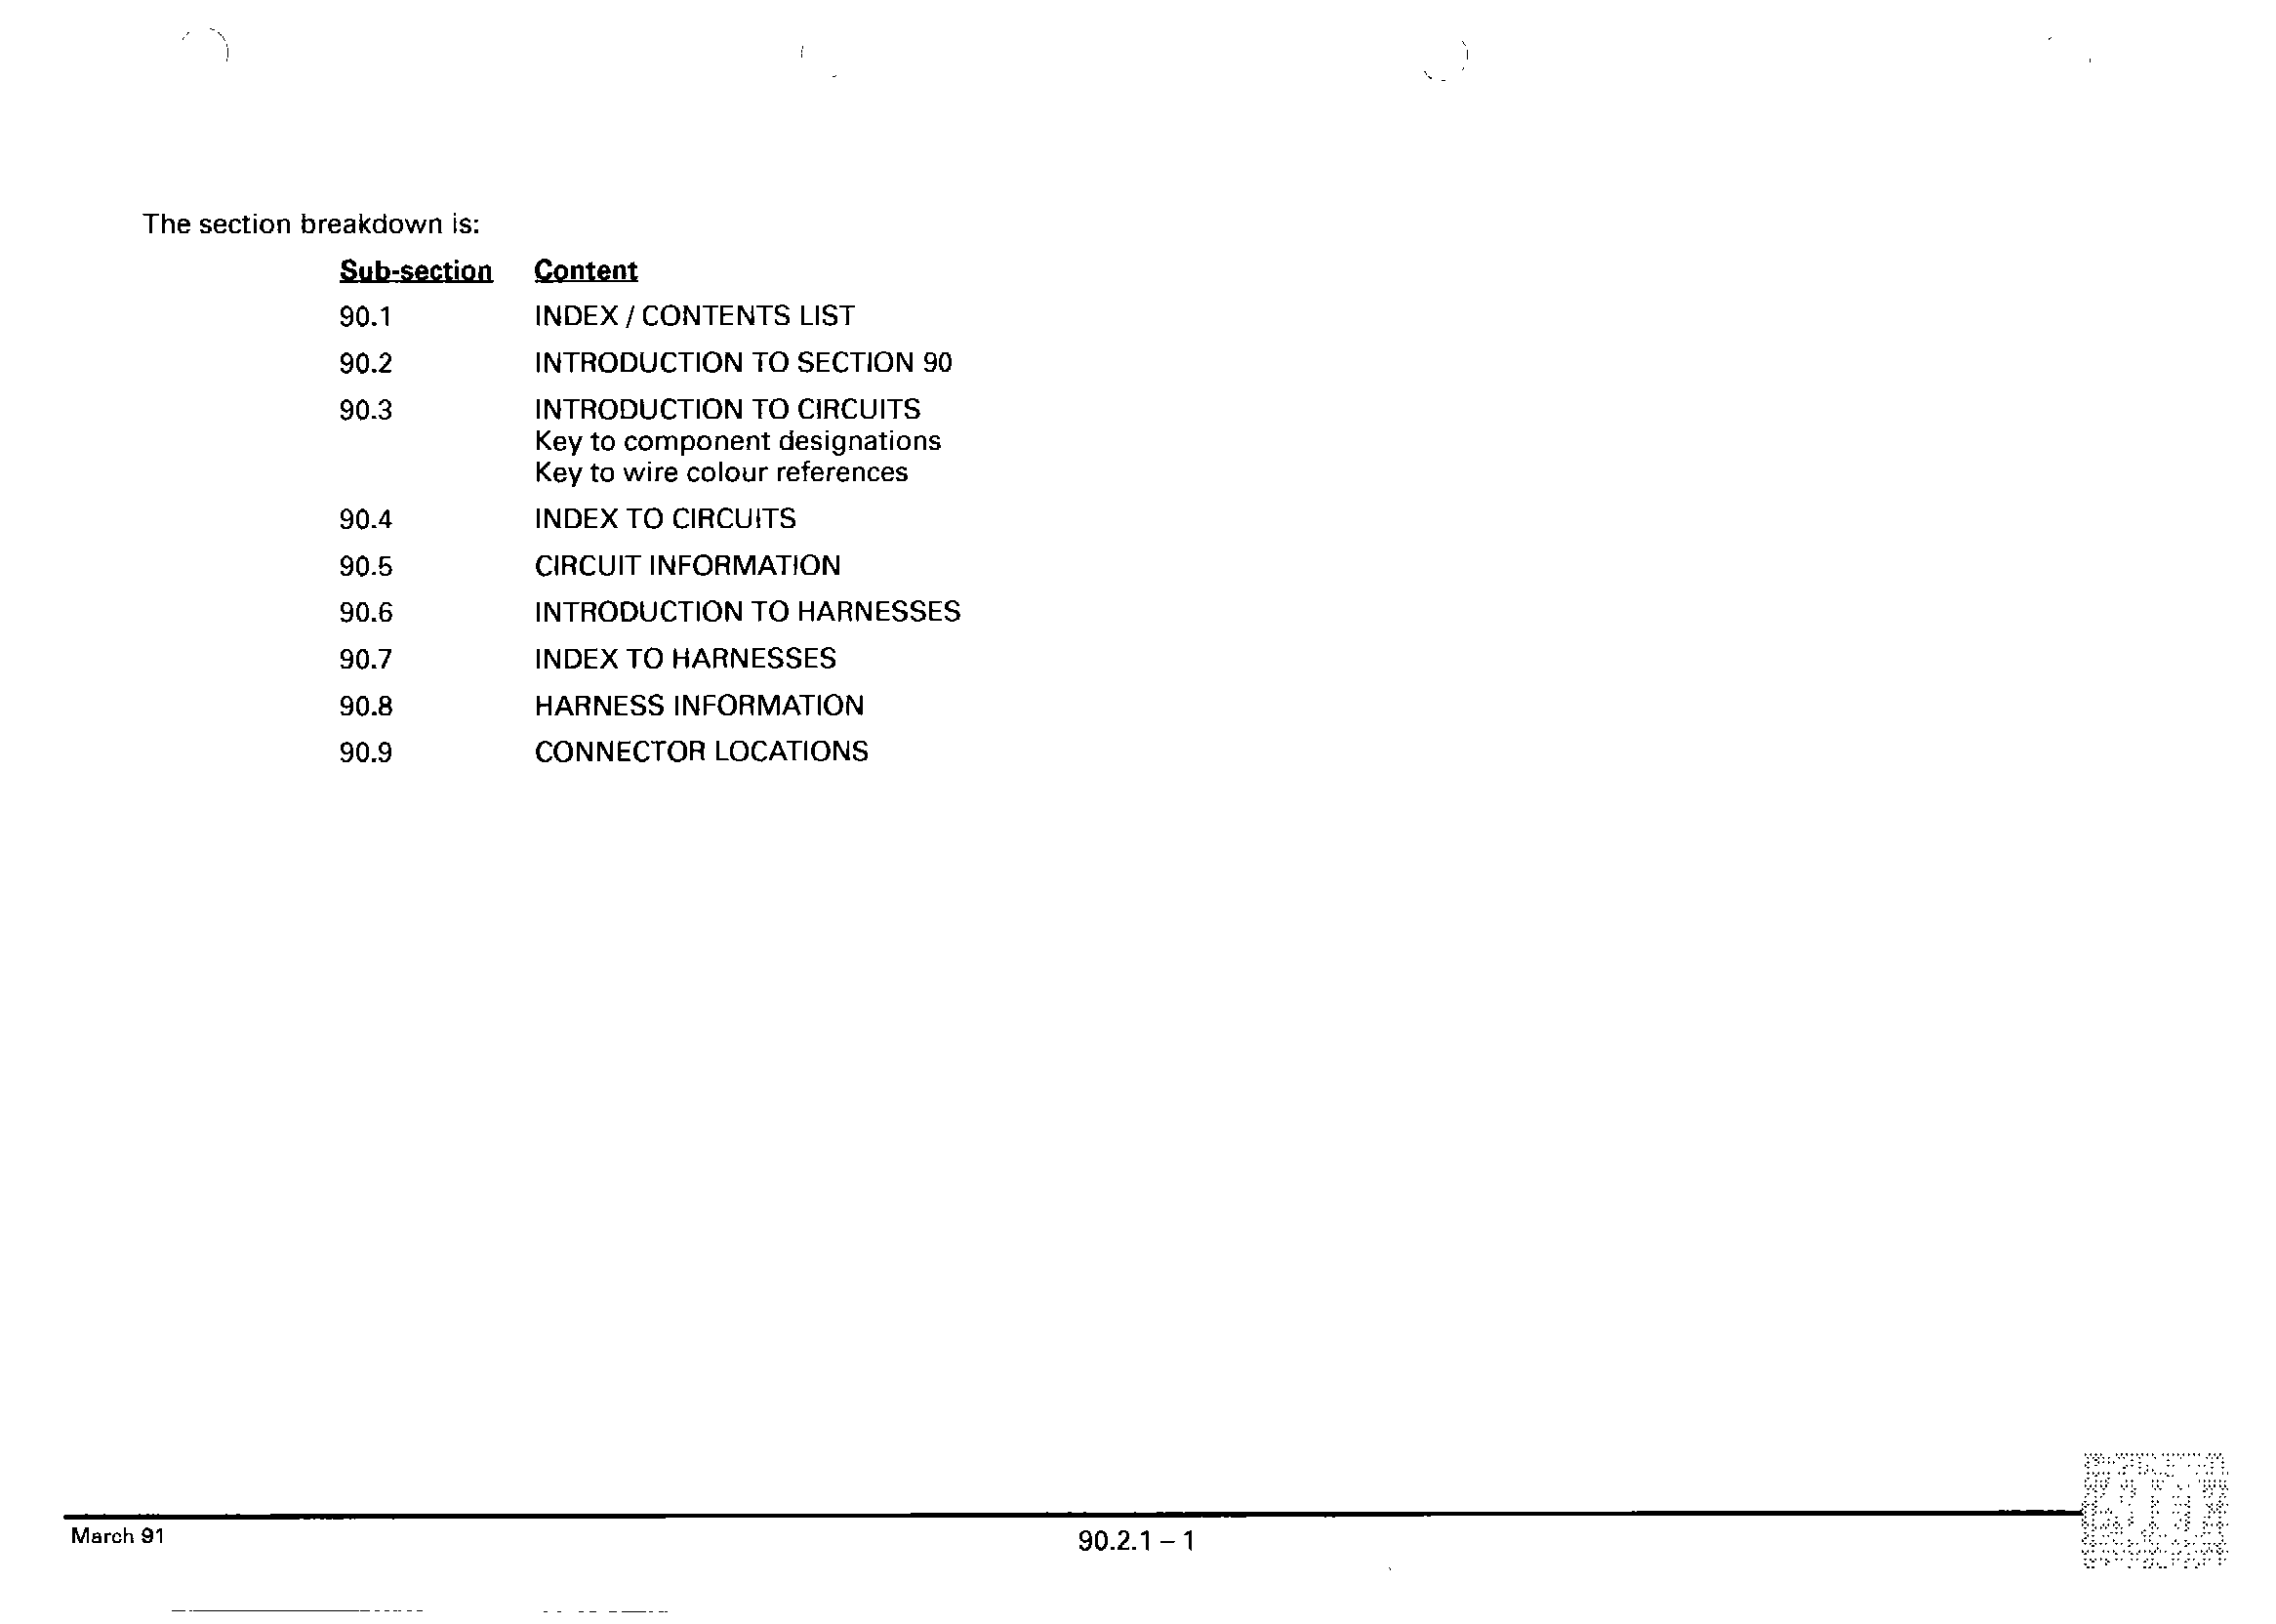 The section breakdown is:
Sub-section Content
90.1 INDEX / CONTENTS LIST
90.2 INTRODUCTION TO SECTION 90
90.3 INTRODUCTION TO CIRCUITS
Key to component designations
Key to wire colour references
90.4 INDEX TO CIRCUITS
90.5 CIRCUIT INFORMATION
90.6 INTRODUCTION TO HARNESSES
90.7 INDEX TO HARNESSES
90.8 HARNESS INFORMATION
90.9 CONNECTOR LOCATIONS
March 91
90.2.1 – 1